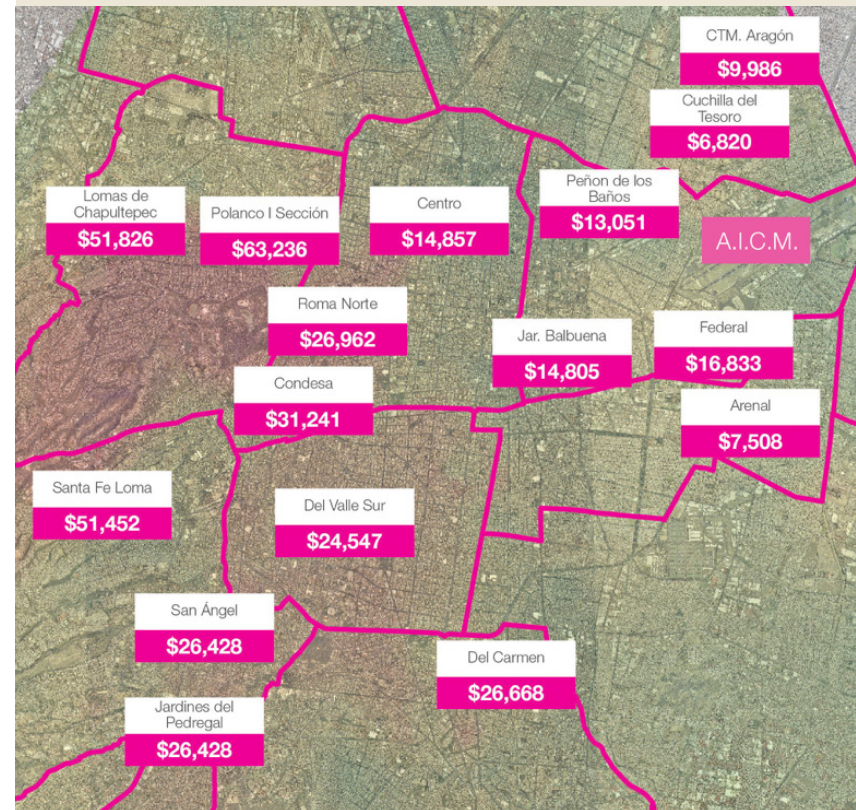 CTM. Aragón
$9,986
Cuchilla del
Tesoro
$6,820
Peñon de los
Baños
$13,051
Lomas de
Chapultepec
$51,826
Polanco I Sección
$63,236
Centro
$14,857
A.I.C.M.
Roma Norte
$26,962
Jar. Balbuena
$14,805
Federal
$16,833
Condesa
$31,241
Arenal
$7,508
Santa Fe Loma
$51,452
Del Valle Sur
$24,547
San Ángel
$26,428
Del Carmen
$26,668
Jardines del
Pedregal
$26,428